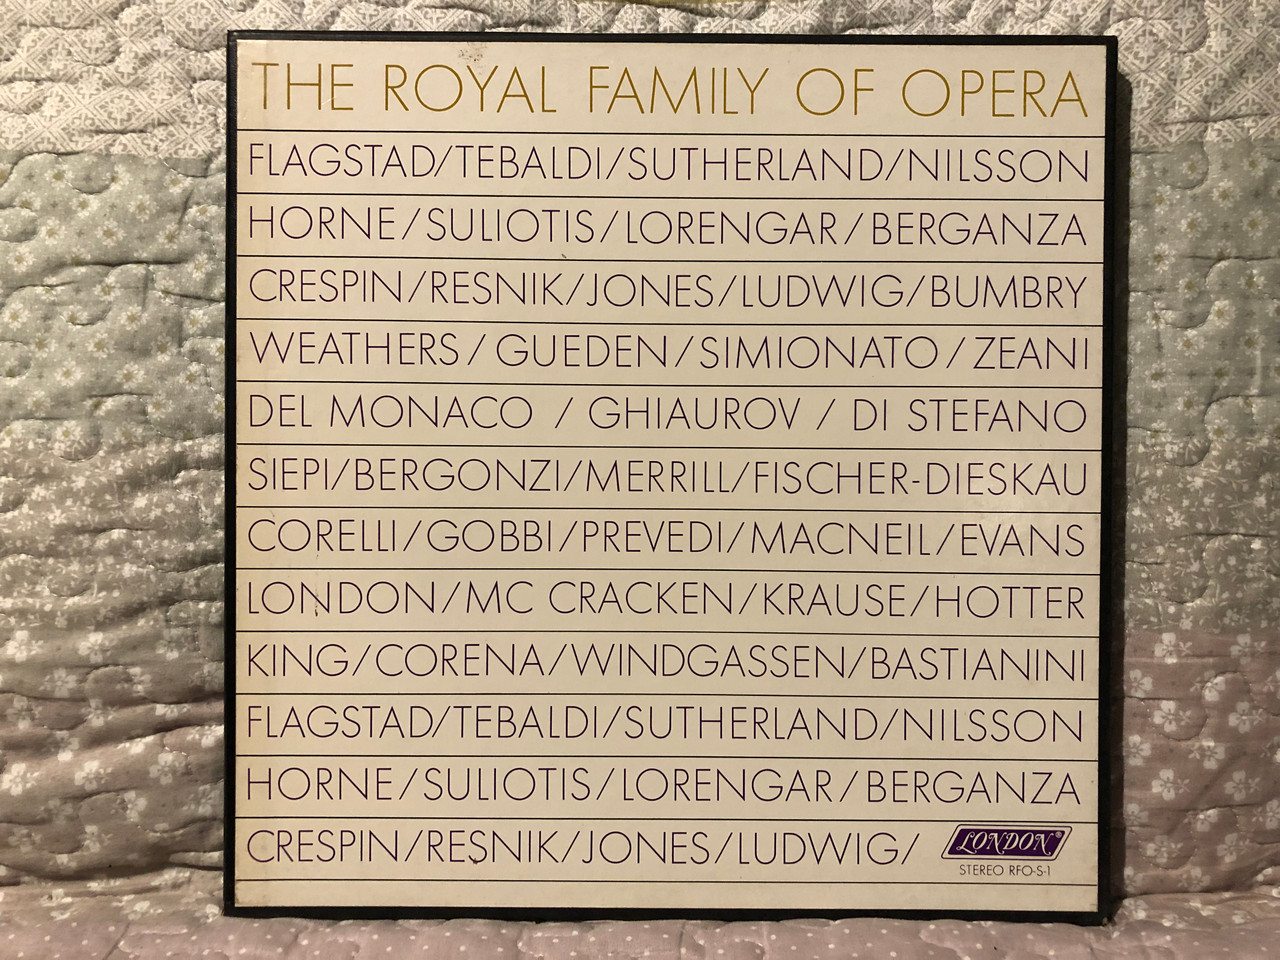 THE ROYAL FAMILY OF OPERA
FLAGSTAD/TEBALDI/SUTHERLAND/NILSSON
HORNE/SULIOTIS/LORENGAR/BERGANZA
CRESPIN/RESNIK/JONES/LUDWIG/BUMBRY
WEATHERS/GUEDEN/SIMIONATO/ZEANI
DEL MONACO / GHIAUROV / DI STEFANO
SIEPI/BERGONZI/MERRILL/FISCHER-DIESKAU
CORELLI/GOBBI/PREVEDI/MACNEIL/EVANS
LONDON/MC CRACKEN/KRAUSE/HOTTER
KING/CORENA/WINDGASSEN/BASTIANINI
FLAGSTAD/TEBALDI/SUTHERLAND/NILSSON
HORNE/SULIOTIS/LORENGAR/BERGANZA
CRESPIN/RESNIK/JONES/LUDWIG/
LONDON®
STEREO RFO-S-1